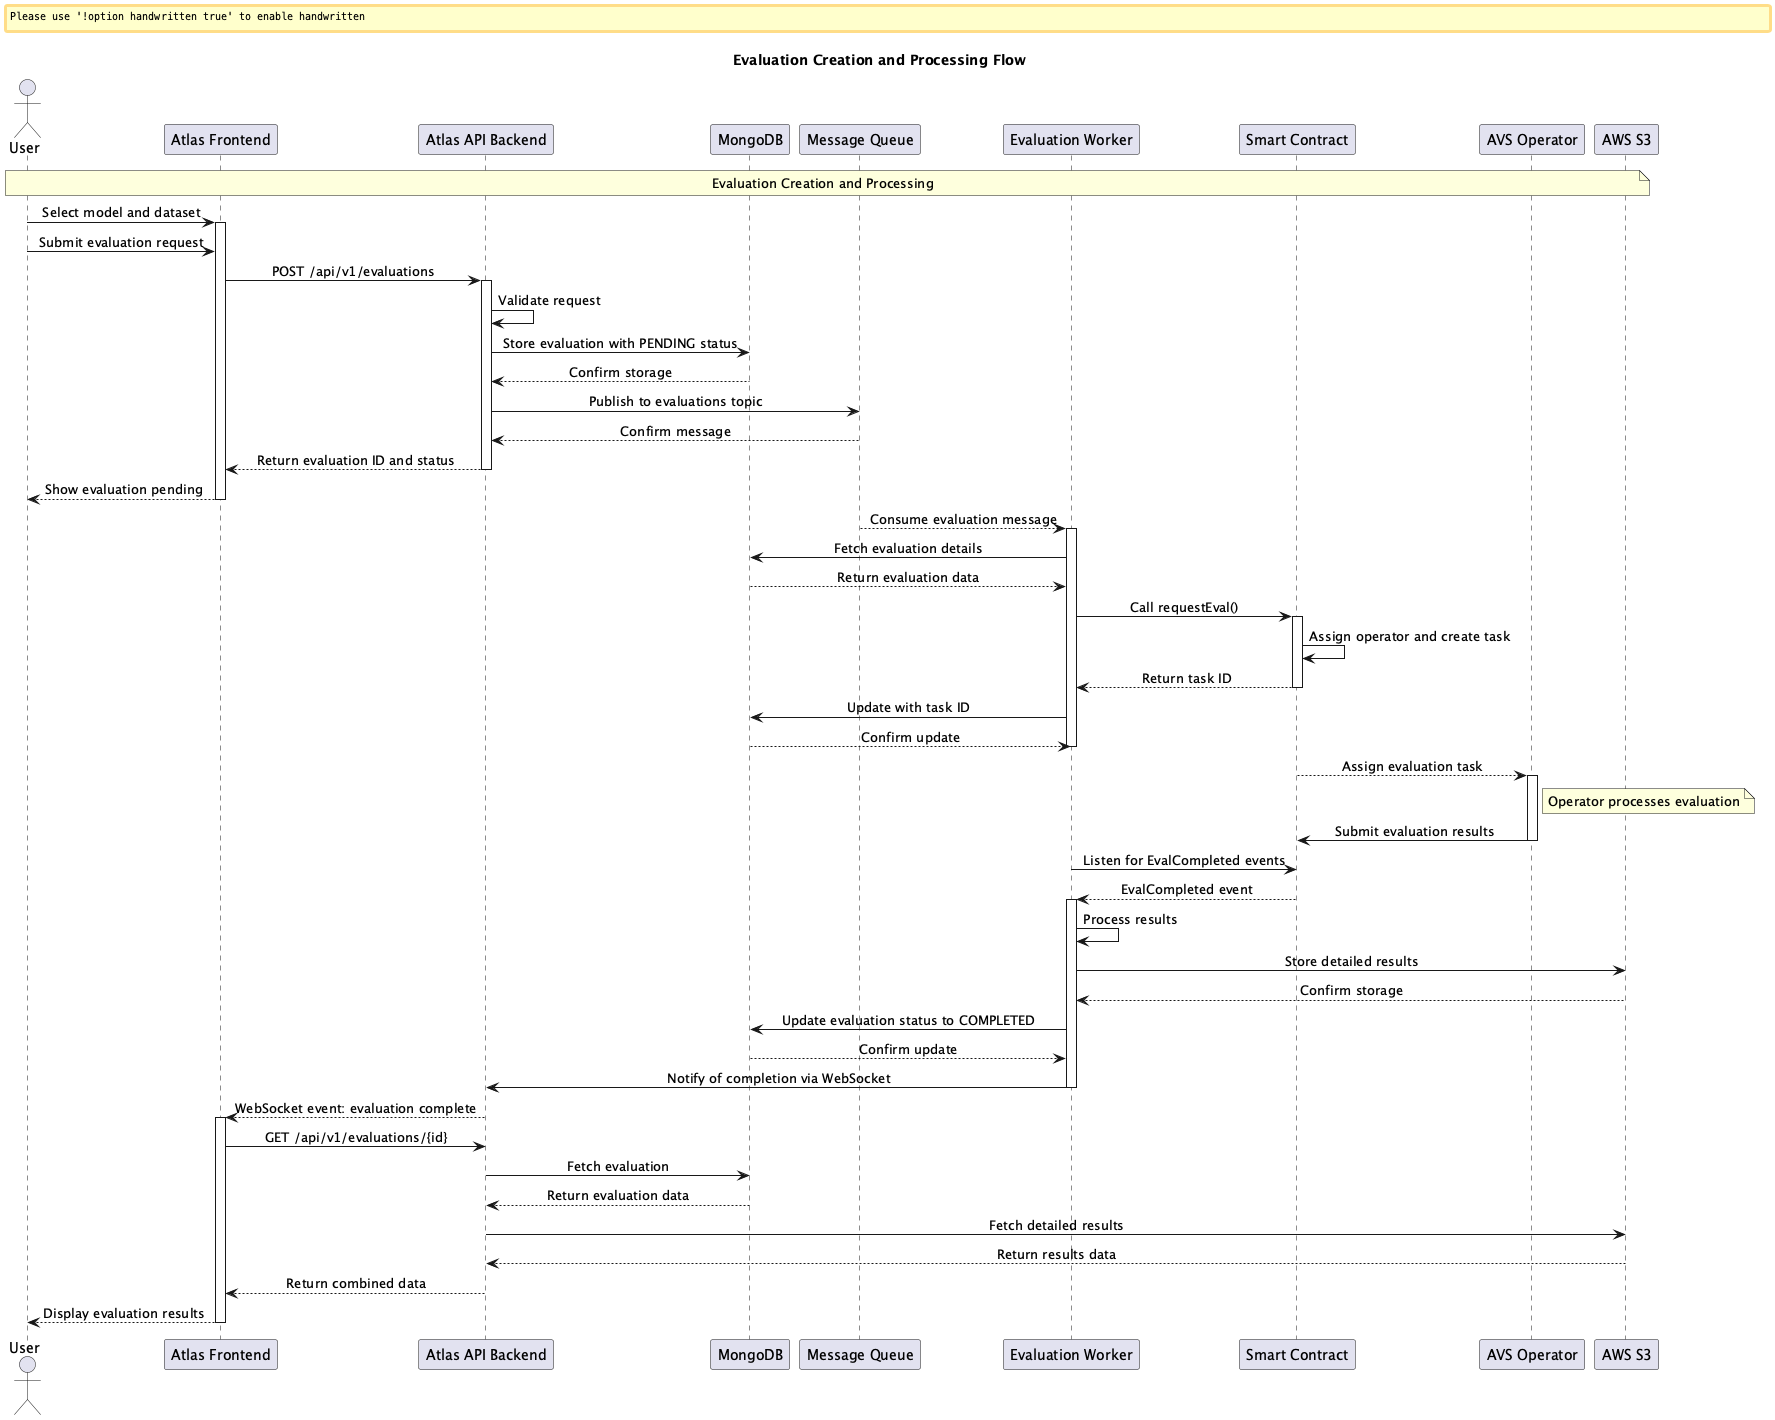 Please use '!option handwritten true' to enable handwritten
Evaluation Creation and Processing Flow
User
Atlas Frontend
Atlas API Backend
MongoDB
Message Queue
Evaluation Worker
Smart Contract
AVS Operator
AWS S3
Evaluation Creation and Processing
Select model and dataset
Submit evaluation request
POST /api/v1/evaluations
Validate request
Store evaluation with PENDING status
Confirm storage
Publish to evaluations topic
Confirm message
Return evaluation ID and status
Show evaluation pending
Consume evaluation message
Fetch evaluation details
Return evaluation data
Call requestEval()
Assign operator and create task
Return task ID
Update with task ID
Confirm update
Assign evaluation task
Operator processes evaluation
Submit evaluation results
Listen for EvalCompleted events
EvalCompleted event
Process results
Store detailed results
Confirm storage
Update evaluation status to COMPLETED
Confirm update
Notify of completion via WebSocket
WebSocket event: evaluation complete
GET /api/v1/evaluations/{id}
Fetch evaluation
Return evaluation data
Fetch detailed results
Return results data
Return combined data
Display evaluation results
User
Atlas Frontend
Atlas API Backend
MongoDB
Message Queue
Evaluation Worker
Smart Contract
AVS Operator
AWS S3